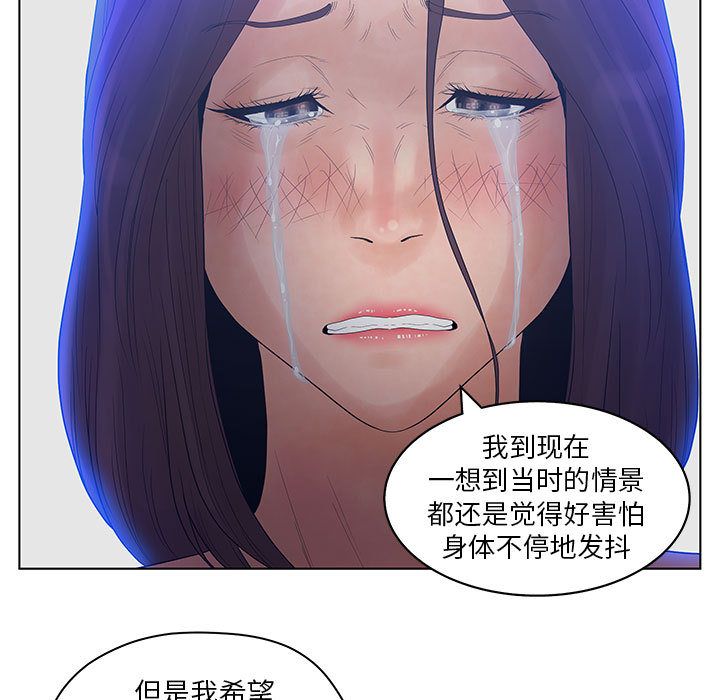 我到现在
一想到当时的情景
都还是觉得好害怕
身体不停地发抖
但是我希望